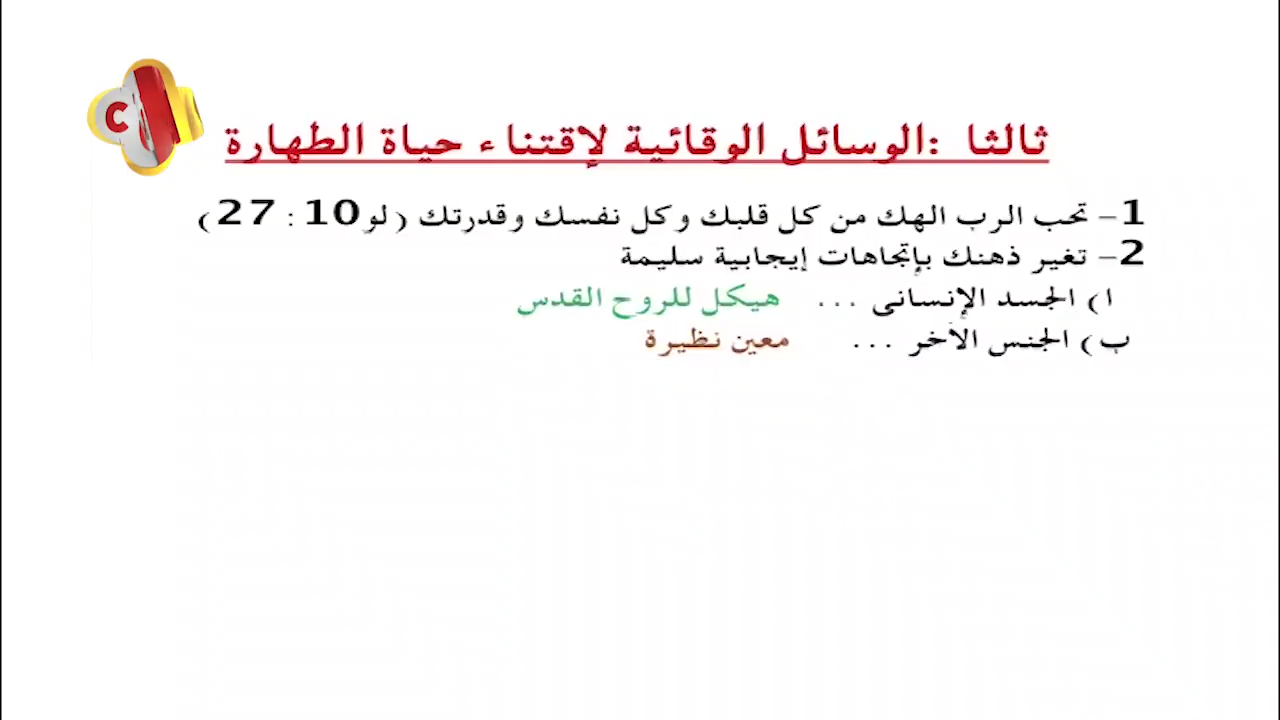 ثالثا :الوسائل الوقائية لإقتناء حياة الطهارة
1- تحب الرب الهك من كل قلبك وكل نفسك وقدرتك (لو10 : 27)
2- تغير ذهنك بإتجاهات إيجابية سليمة
ا) الجسد الإنسانى ... هيكل للروح القدس
ب) الجنس الآخر ... معين نظيرة